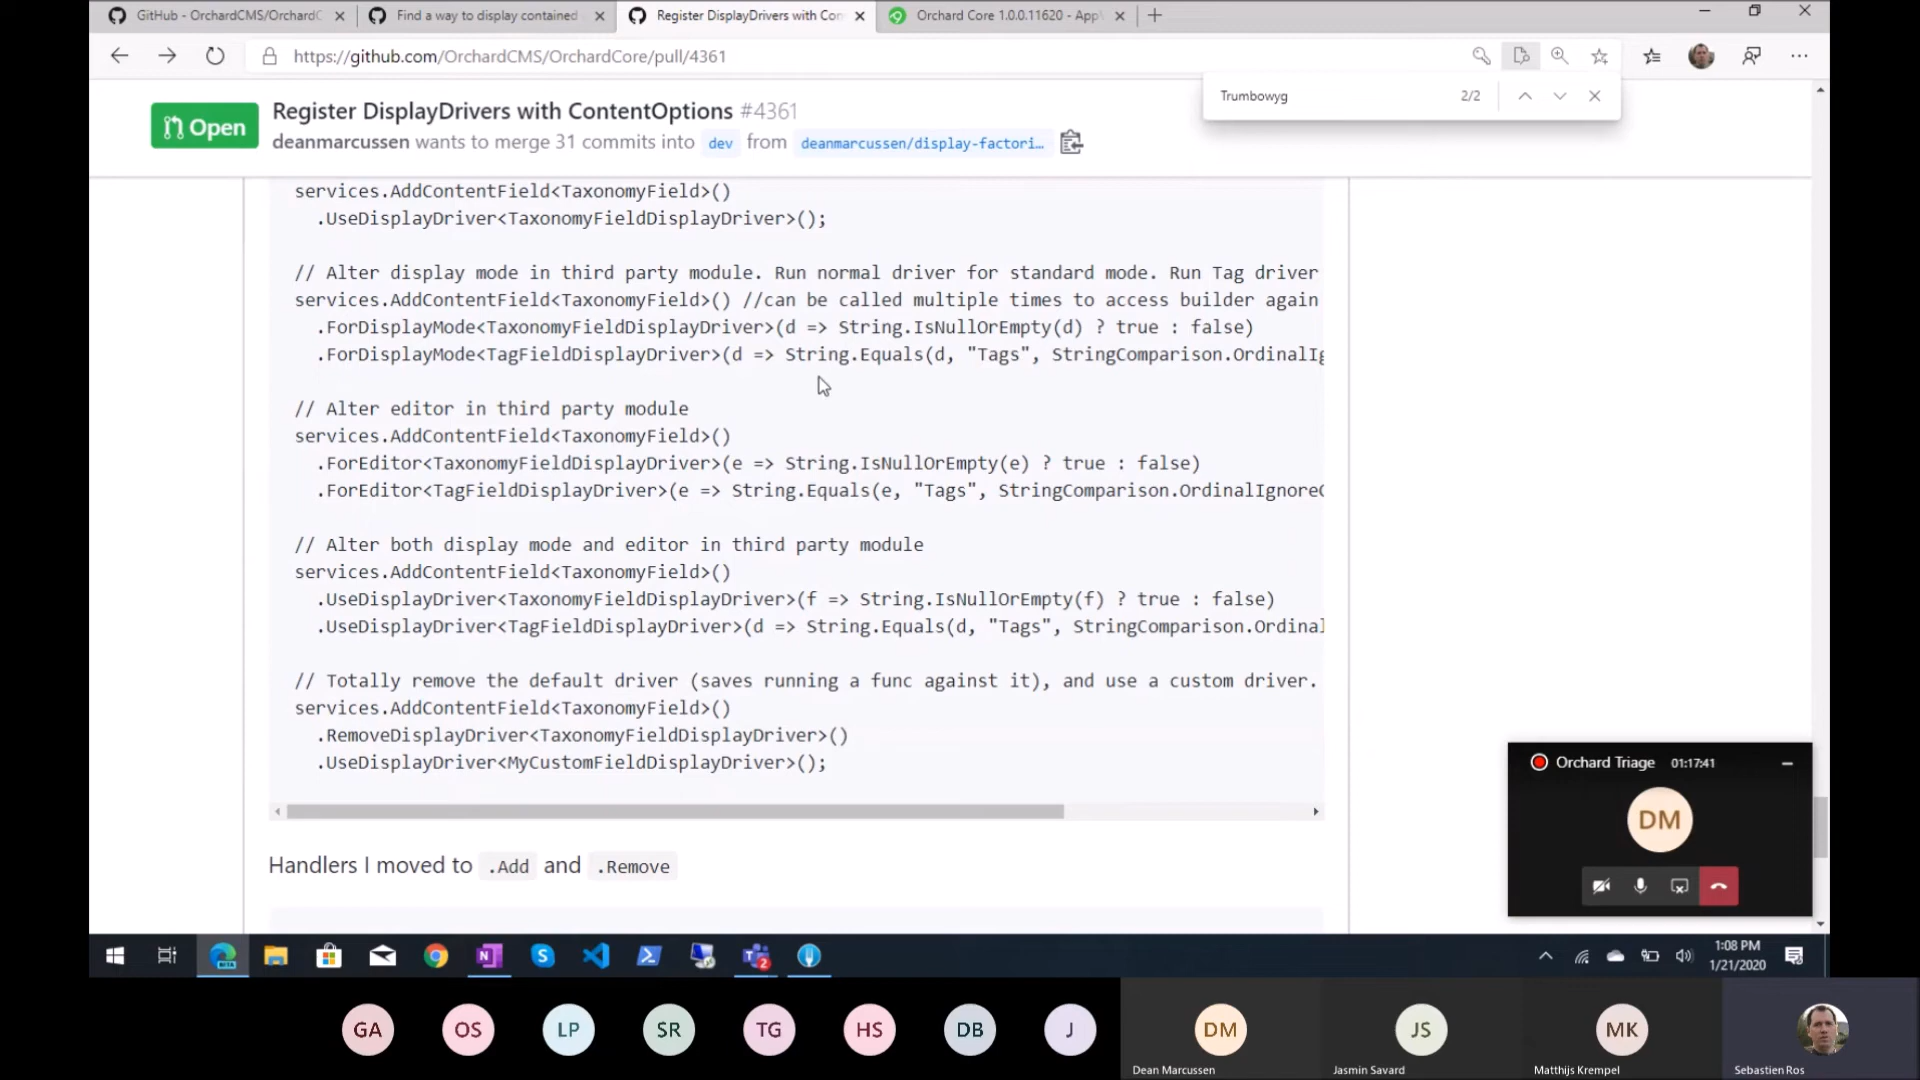 GitHub - OrchardCMS/OrchardC
Find a way to display contained
Register DisplayDrivers with Con
Orchard Core 1.0.0.11620 - AppV
https://github.com/OrchardCMS/OrchardCore/pull/4361
Trumbowyg
2/2
Open
Register DisplayDrivers with ContentOptions #4361
deanmarcussen wants to merge 31 commits into dev from deanmarcussen/display-factori…
services.AddContentField<TaxonomyField>()
.UseDisplayDriver<TaxonomyFieldDisplayDriver>();
// Alter display mode in third party module. Run normal driver for standard mode. Run Tag driver
services.AddContentField<TaxonomyField>() //can be called multiple times to access builder again
.ForDisplayMode<TaxonomyFieldDisplayDriver>(d => String.IsNullOrEmpty(d) ? true : false)
.ForDisplayMode<TagFieldDisplayDriver>(d => String.Equals(d, "Tags", StringComparison.OrdinalIg
// Alter editor in third party module
services.AddContentField<TaxonomyField>()
.ForEditor<TaxonomyFieldDisplayDriver>(e => String.IsNullOrEmpty(e) ? true : false)
.ForEditor<TagFieldDisplayDriver>(e => String.Equals(e, "Tags", StringComparison.OrdinalIgnoreC
// Alter both display mode and editor in third party module
services.AddContentField<TaxonomyField>()
.UseDisplayDriver<TaxonomyFieldDisplayDriver>(f => String.IsNullOrEmpty(f) ? true : false)
.UseDisplayDriver<TagFieldDisplayDriver>(d => String.Equals(d, "Tags", StringComparison.Ordinal
// Totally remove the default driver (saves running a func against it), and use a custom driver.
services.AddContentField<TaxonomyField>()
.RemoveDisplayDriver<TaxonomyFieldDisplayDriver>()
.UseDisplayDriver<MyCustomFieldDisplayDriver>();
Handlers I moved to .Add and .Remove
Orchard Triage 01:17:41
DM
1:08 PM
1/21/2020
GA
OS
LP
SR
TG
HS
DB
J
DM
JS
MK
Dean Marcussen
Jasmin Savard
Matthijs Krempel
Sebastien Ros